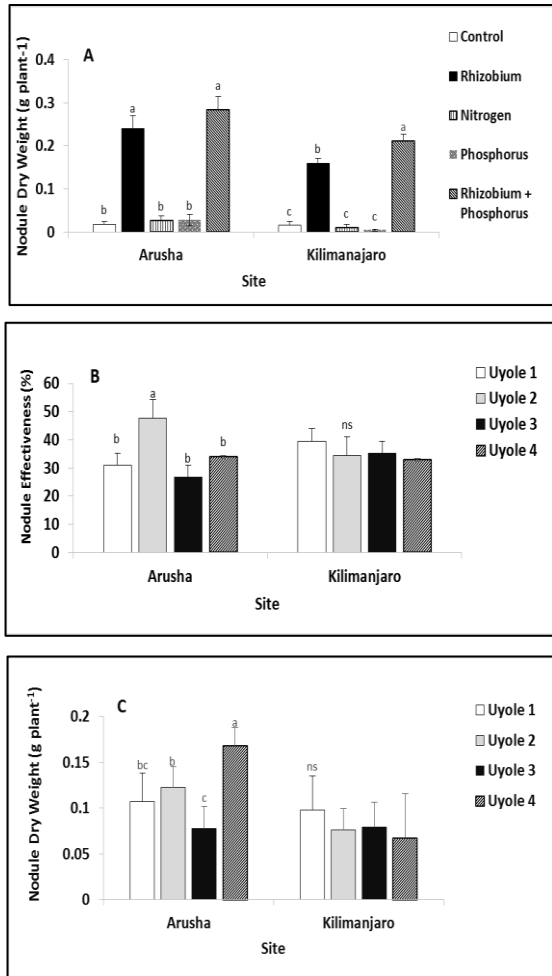 A
Nodule Dry Weight (g plant-1)
0.4
0.3
0.2
0.1
0
b
a
b
b
a
c
b
c
c
a
Arusha
Kilimanajaro
Site
Control
Rhizobium
Nitrogen
Phosphorus
Rhizobium +
Phosphorus
B
Nodule Effectiveness (%)
60
50
40
30
20
10
0
b
a
b
b
ns
Arusha
Kilimanjaro
Site
Uyole 1
Uyole 2
Uyole 3
Uyole 4
C
Nodule Dry Weight (g plant-1)
0.2
0.15
0.1
0.05
0
bc
b
c
a
ns
Arusha
Kilimanjaro
Site
Uyole 1
Uyole 2
Uyole 3
Uyole 4